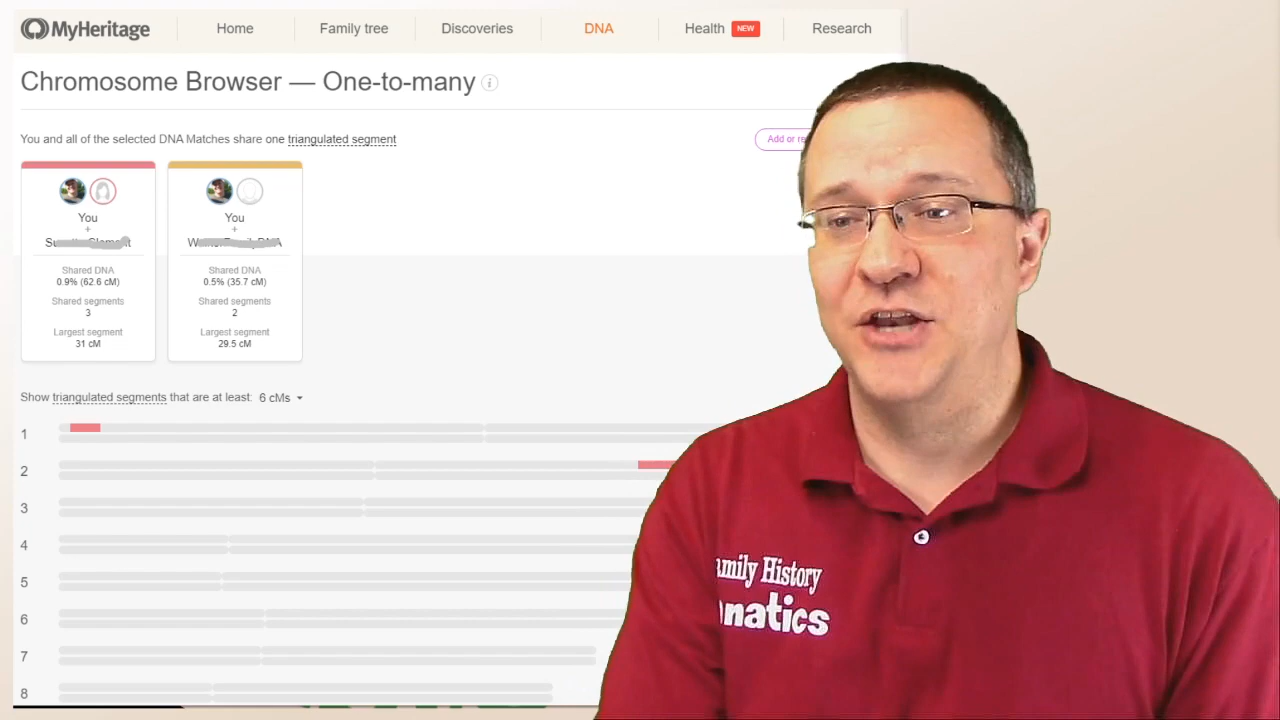 MyHeritage
Home
Family tree
Discoveries
DNA
Health NEW
Research
Chromosome Browser — One-to-many
You and all of the selected DNA Matches share one triangulated segment
Add or
You
+
Shared DNA
0.9% (62.6 cM)
Shared segments
3
Largest segment
31 cM
You
+
Shared DNA
0.5% (35.7 cM)
Shared segments
2
Largest segment
29.5 cM
Show triangulated segments that are at least: 6 cMs
1
2
3
4
5
6
7
8
amily History
natics